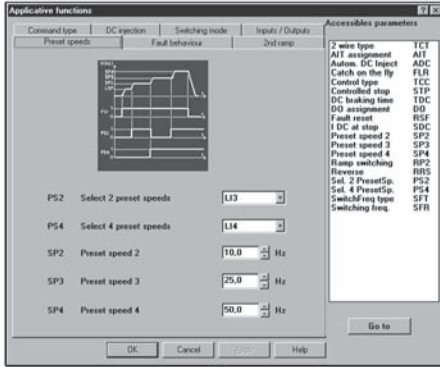 Applicative functions
Command type DC injection Switching mode Inputs / Outputs
Preset speeds Fault behaviour 2nd ramp
SP4
SP3
SP2
LSP
PS2
PS4
PS2 Select 2 preset speeds LI3
PS4 Select 4 preset speeds LI4
SP2 Preset speed 2 10,0 Hz
SP3 Preset speed 3 25,0 Hz
SP4 Preset speed 4 50,0 Hz
OK Cancel Apply Help
Accessibles parameters
2 wire type TCT
AIT assignment AIT
Autom. DC Inject ADC
Catch on the fly FLR
Control type TCC
Controlled stop STP
DC braking time TDC
DO assignment DO
Fault reset RSF
I DC at stop SDC
Preset speed 2 SP2
Preset speed 3 SP3
Preset speed 4 SP4
Ramp switching RP2
Reverse RRS
Sel. 2 PresetSp. PS2
Sel. 4 PresetSp. PS4
SwitchFreq type SFT
Switching freq. SFR
Go to